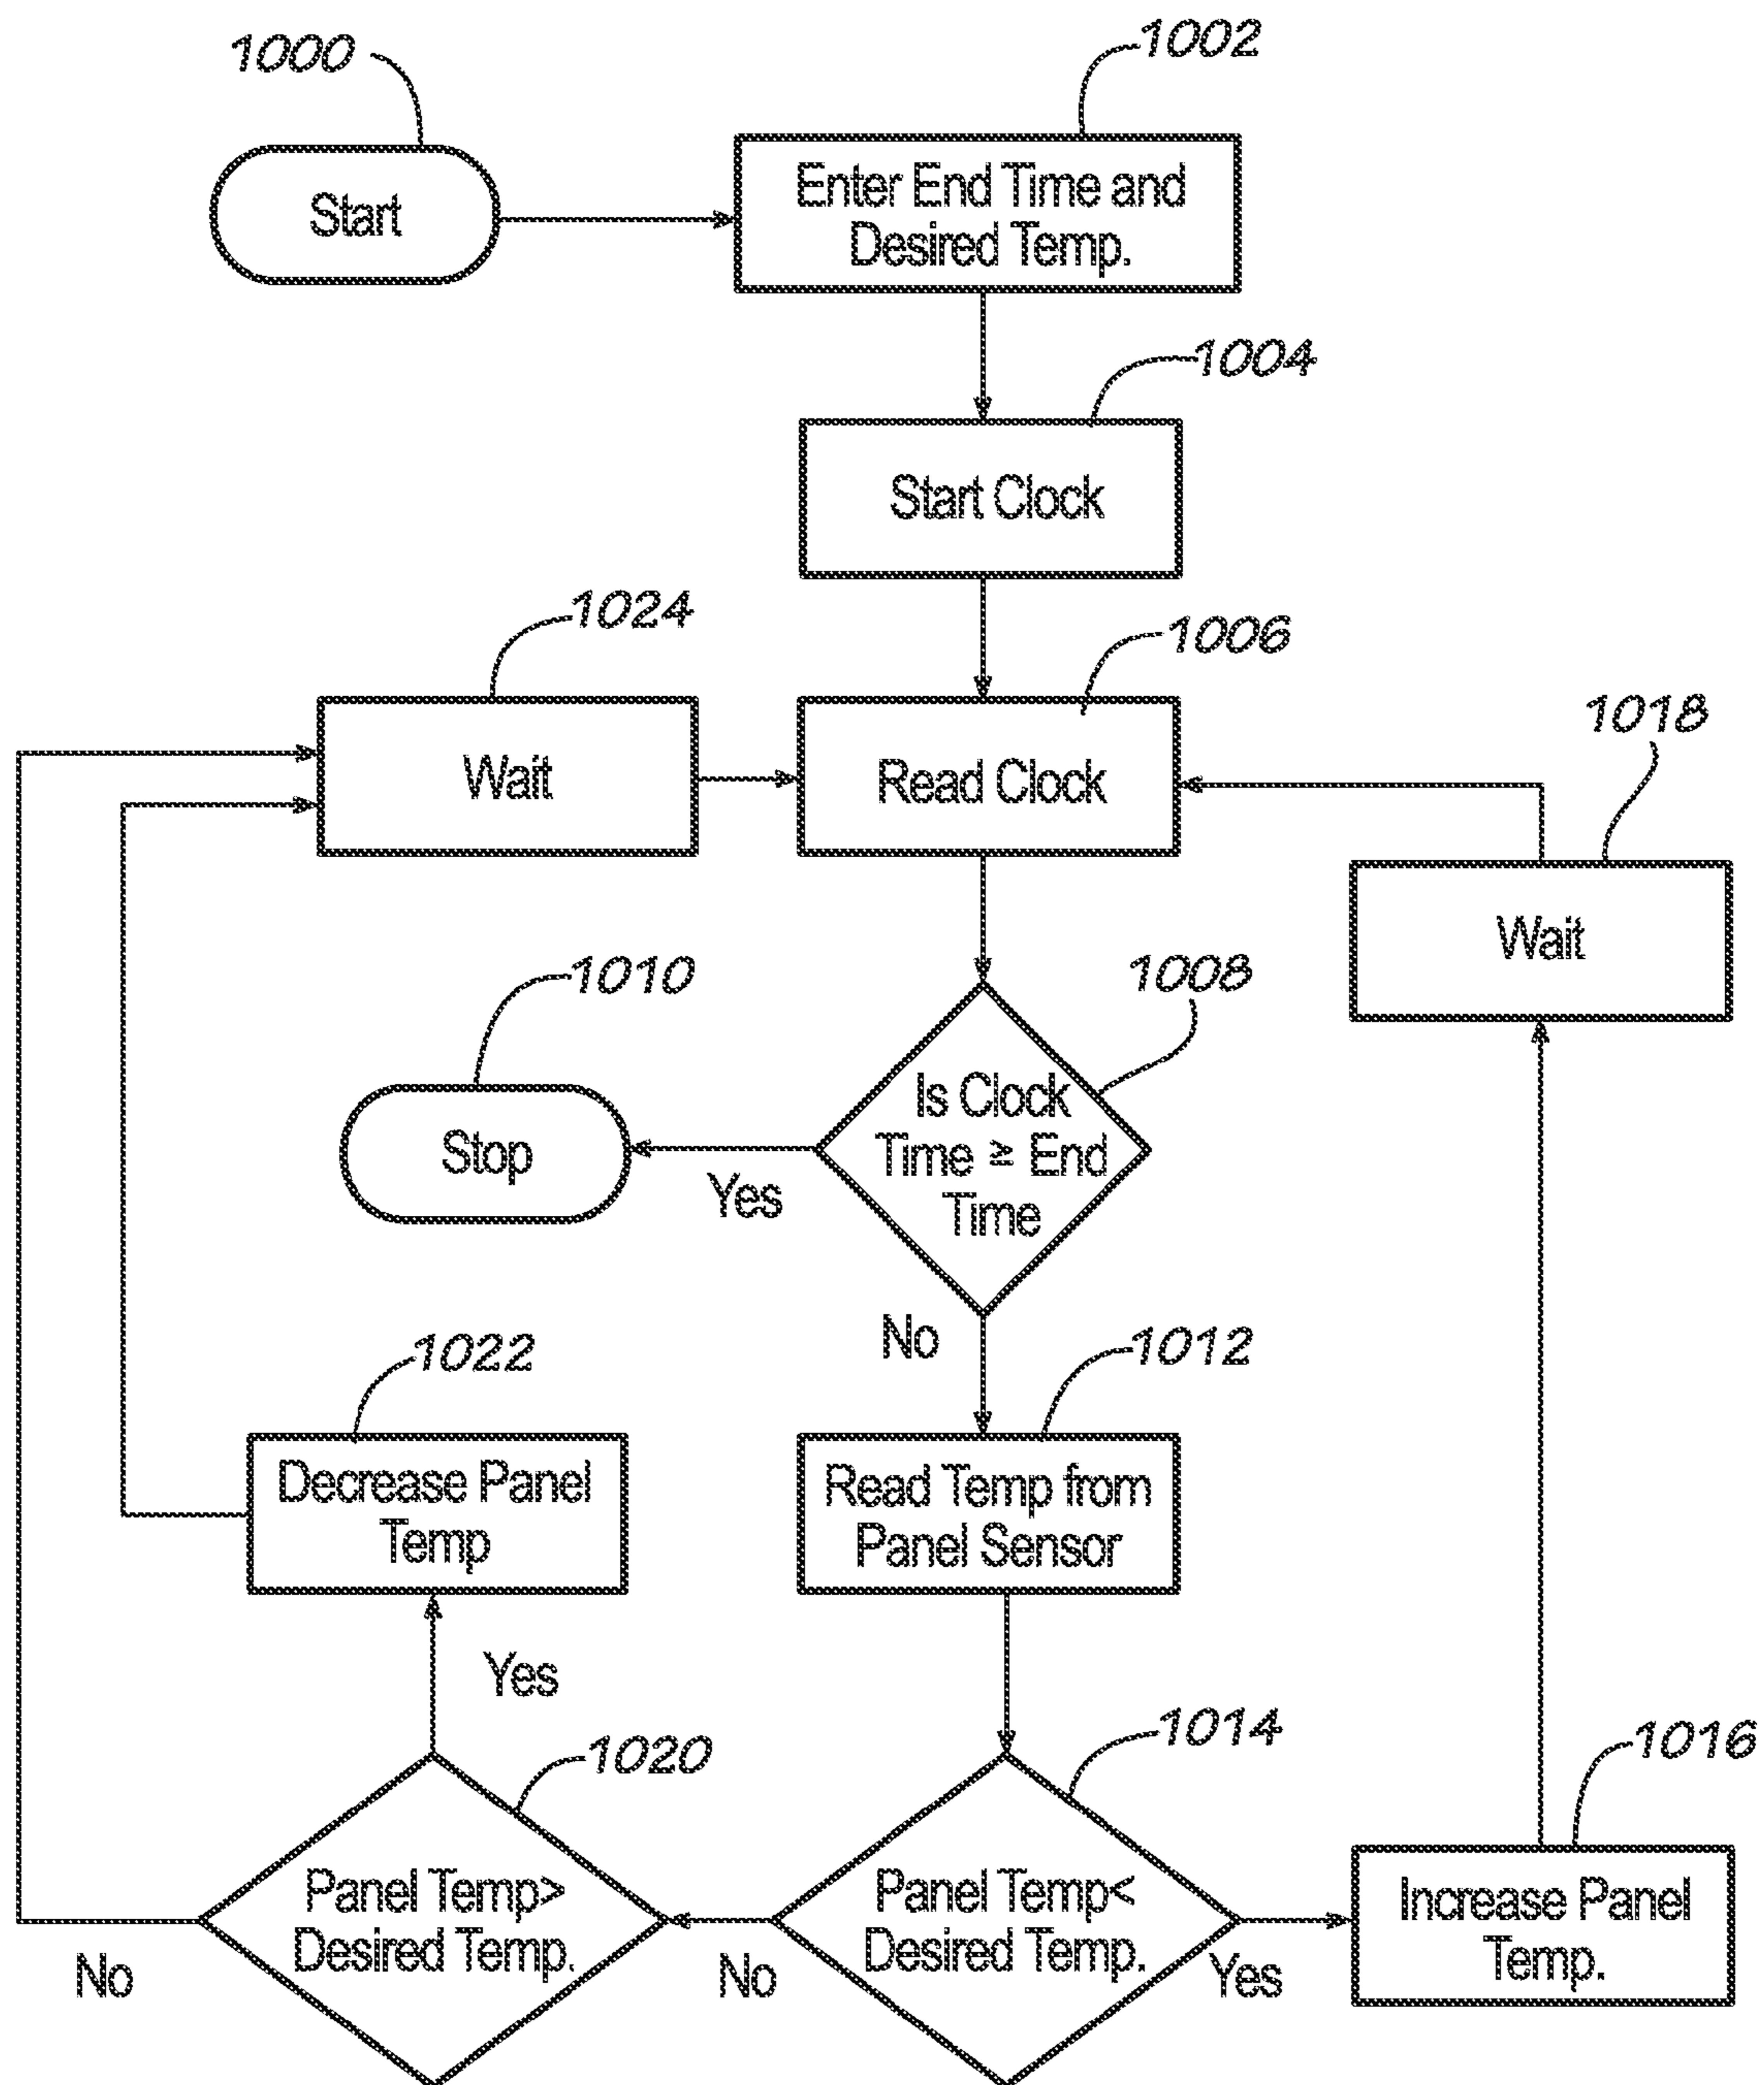 1000
1002
Start
Enter End Time and
Desired Temp.
1004
Start Clock
1024
1006
1018
Wait
Read Clock
Wait
1010
1008
Stop
Is Clock
Time ≥ End
Time
Yes
No
1022
1012
Decrease Panel
Temp
Read Temp from
Panel Sensor
Yes
1020
1014
1016
Panel Temp>
Desired Temp.
No
Panel Temp<
Desired Temp.
No
Yes
Increase Panel
Temp.